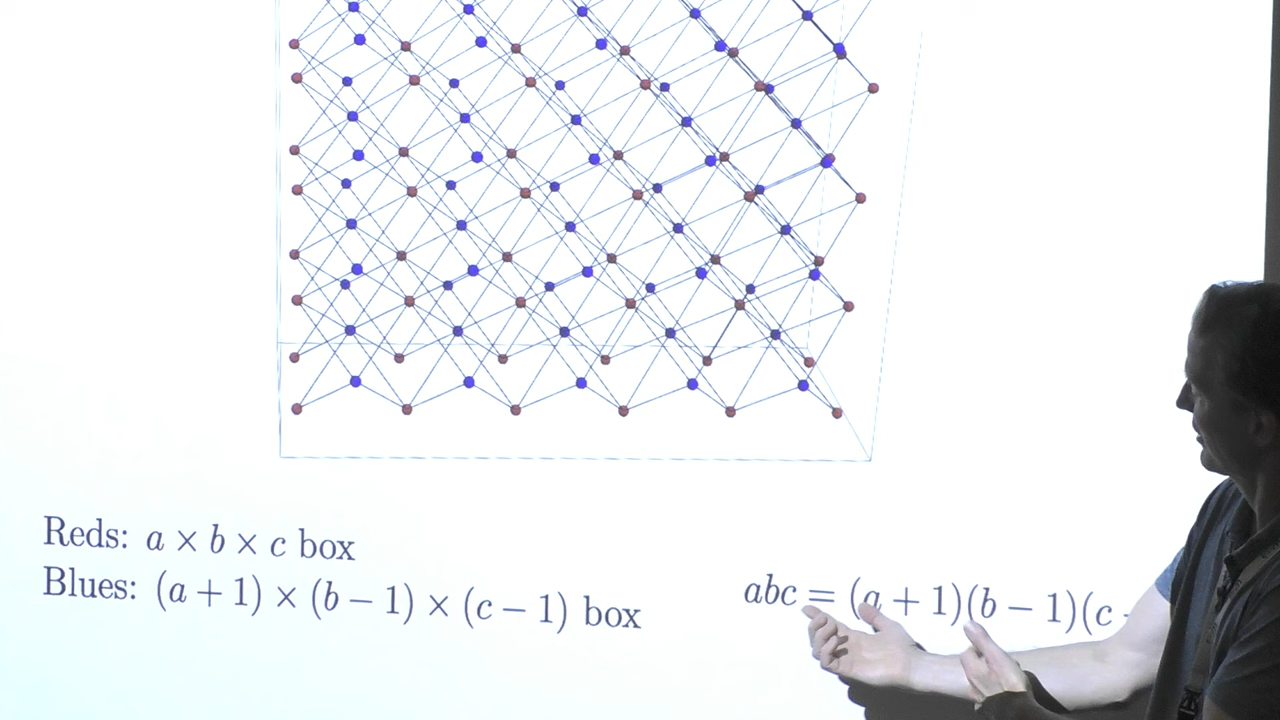 Reds: a × b × c box
Blues: (a + 1) × (b − 1) × (c − 1) box
abc = (a + 1)(b − 1)(c -